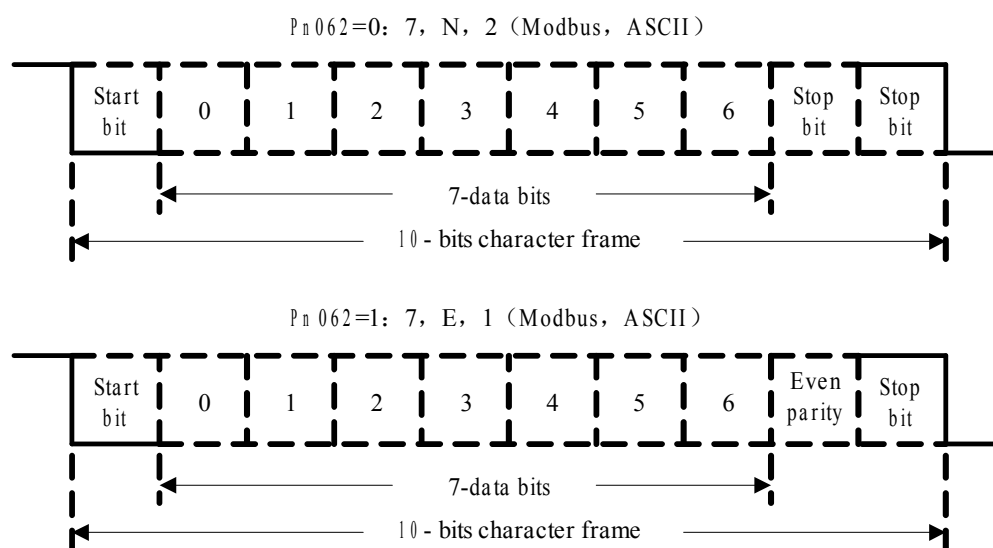 Pn062=0: 7, N, 2（Modbus, ASCII）
Start bit 0 1 2 3 4 5 6 Stop bit Stop bit
7-data bits
10- bits character frame
Pn062=1: 7, E, 1（Modbus, ASCII）
Start bit 0 1 2 3 4 5 6 Even parity Stop bit
7-data bits
10- bits character frame